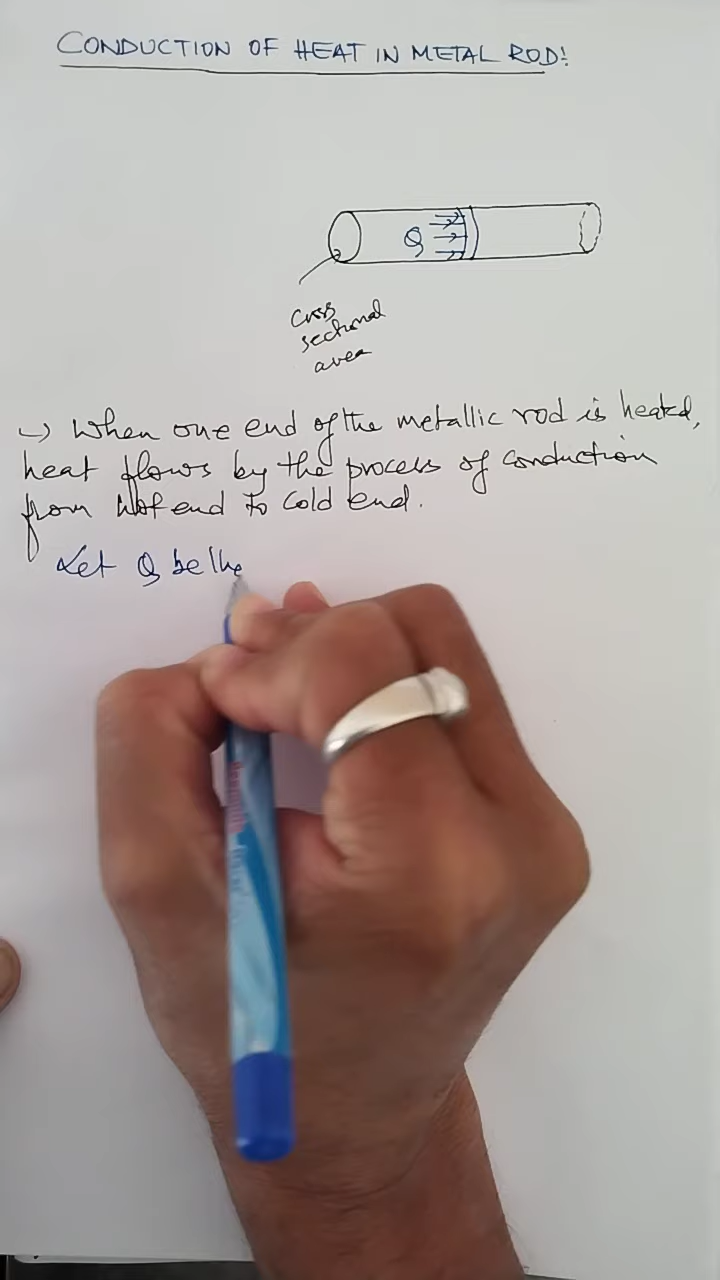 CONDUCTION OF HEAT IN METAL ROD:
Q
Cross
sectional
area
→ When one end of the metallic rod is heated,
heat flows by the process of conduction
from hot end to cold end.
Let Q be the